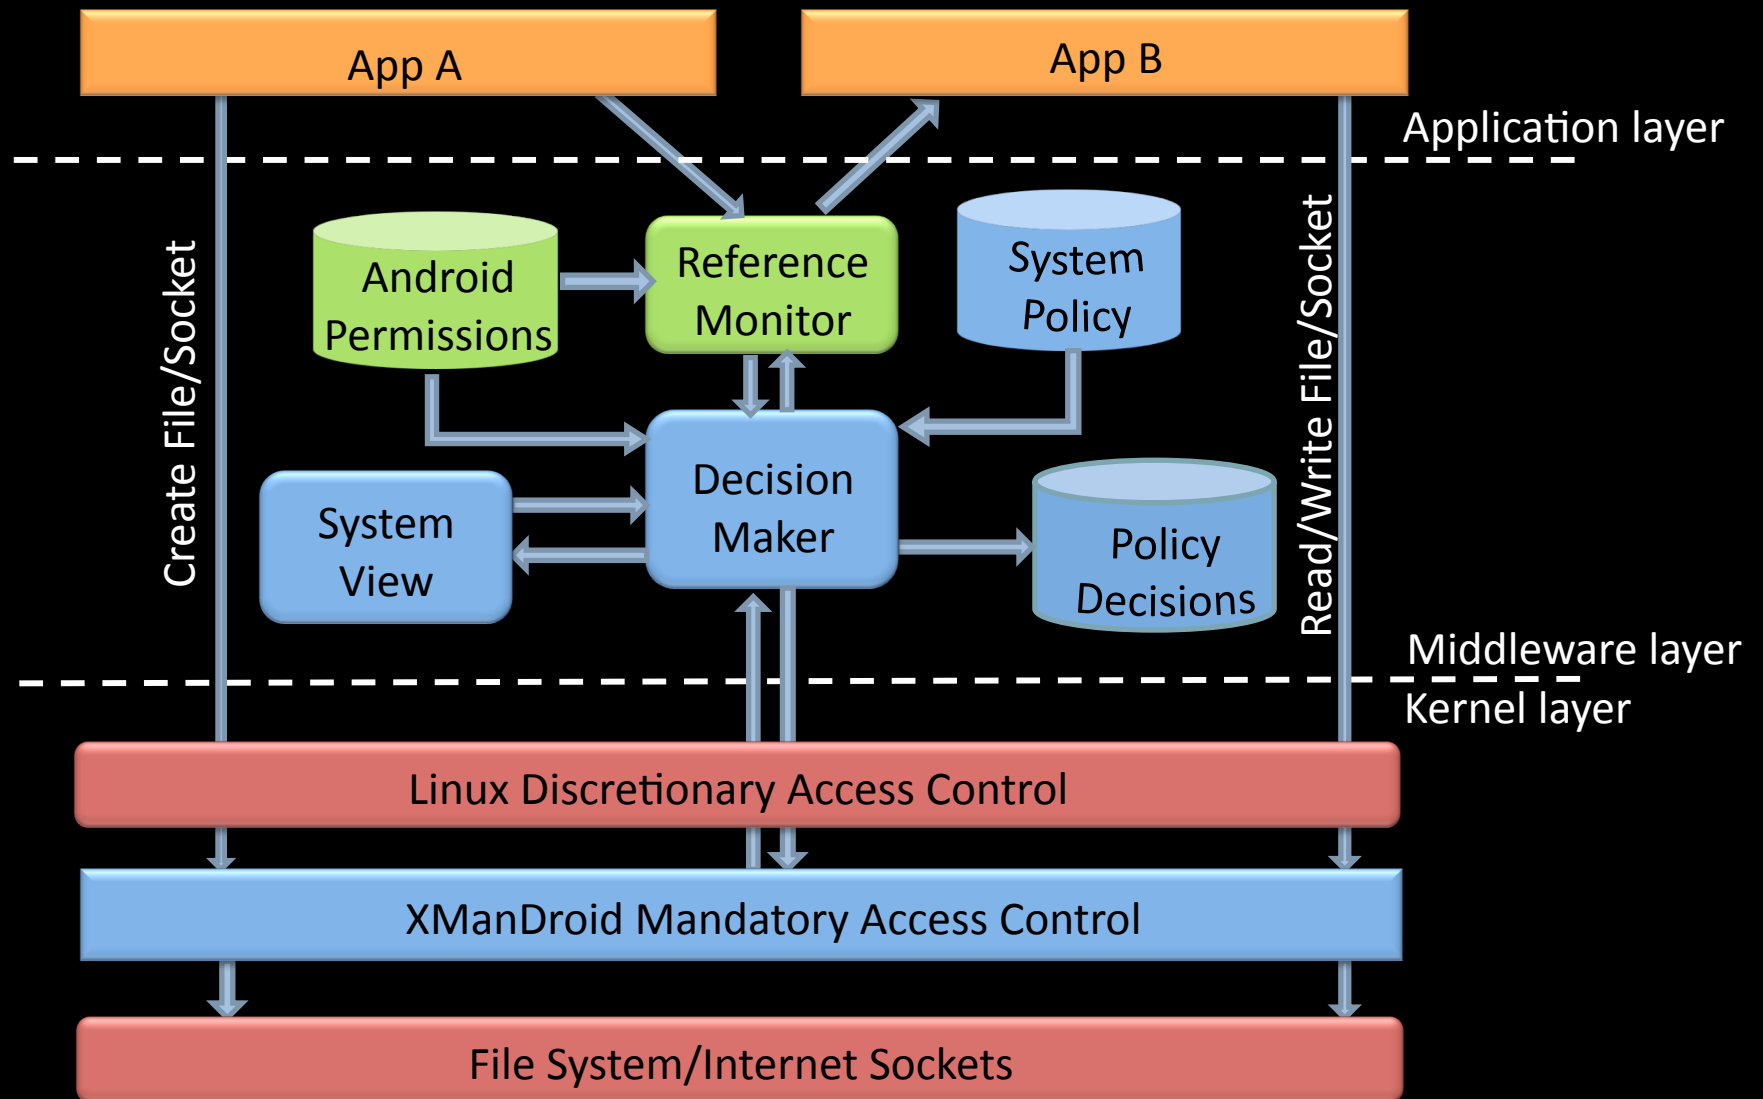 App A
App B
Application layer
Create File/Socket
Android
Permissions
Reference
Monitor
System
Policy
Read/Write File/Socket
System
View
Decision
Maker
Policy
Decisions
Middleware layer
Kernel layer
Linux Discretionary Access Control
XManDroid Mandatory Access Control
File System/Internet Sockets